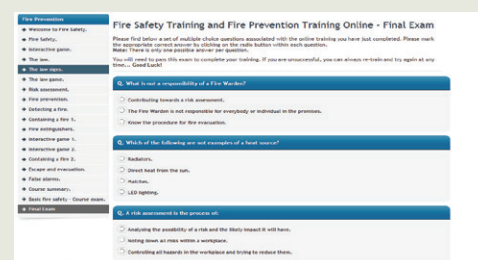 Fire Prevention
Welcome to Fire Safety.
Fire Safety.
Interactive game.
The law.
The law signs.
The law game.
Risk assessment.
Fire prevention.
Detecting a fire.
Containing a fire 1.
Fire extinguishers.
Interactive game 1.
Interactive game 2.
Containing a fire 2.
Escape and evacuation.
False alarms.
Course summary.
Basic fire safety - Course exam.
Final Exam
Fire Safety Training and Fire Prevention Training Online - Final Exam
Please find below a set of multiple choice questions associated with the online training you have just completed. Please mark
the appropriate correct answer by clicking on the radio button within each question.
Note: There is only one possible answer per question.
You will need to pass this exam to complete your training. If you are unsuccessful, you can always re-train and try again at any
time... Good Luck!
Q. What is not a responsibility of a Fire Warden?
Contributing towards a risk assessment.
The Fire Warden is not responsible for everybody or individual in the premises.
Know the procedure for fire evacuation.
Q. Which of the following are not examples of a heat source?
Radiators.
Direct heat from the sun.
Matches.
LED lighting.
Q. A risk assessment is the process of:
Analysing the possibility of a risk and the likely impact it will have.
Noting down all risks within a workplace.
Controlling all hazards in the workplace and trying to reduce them.